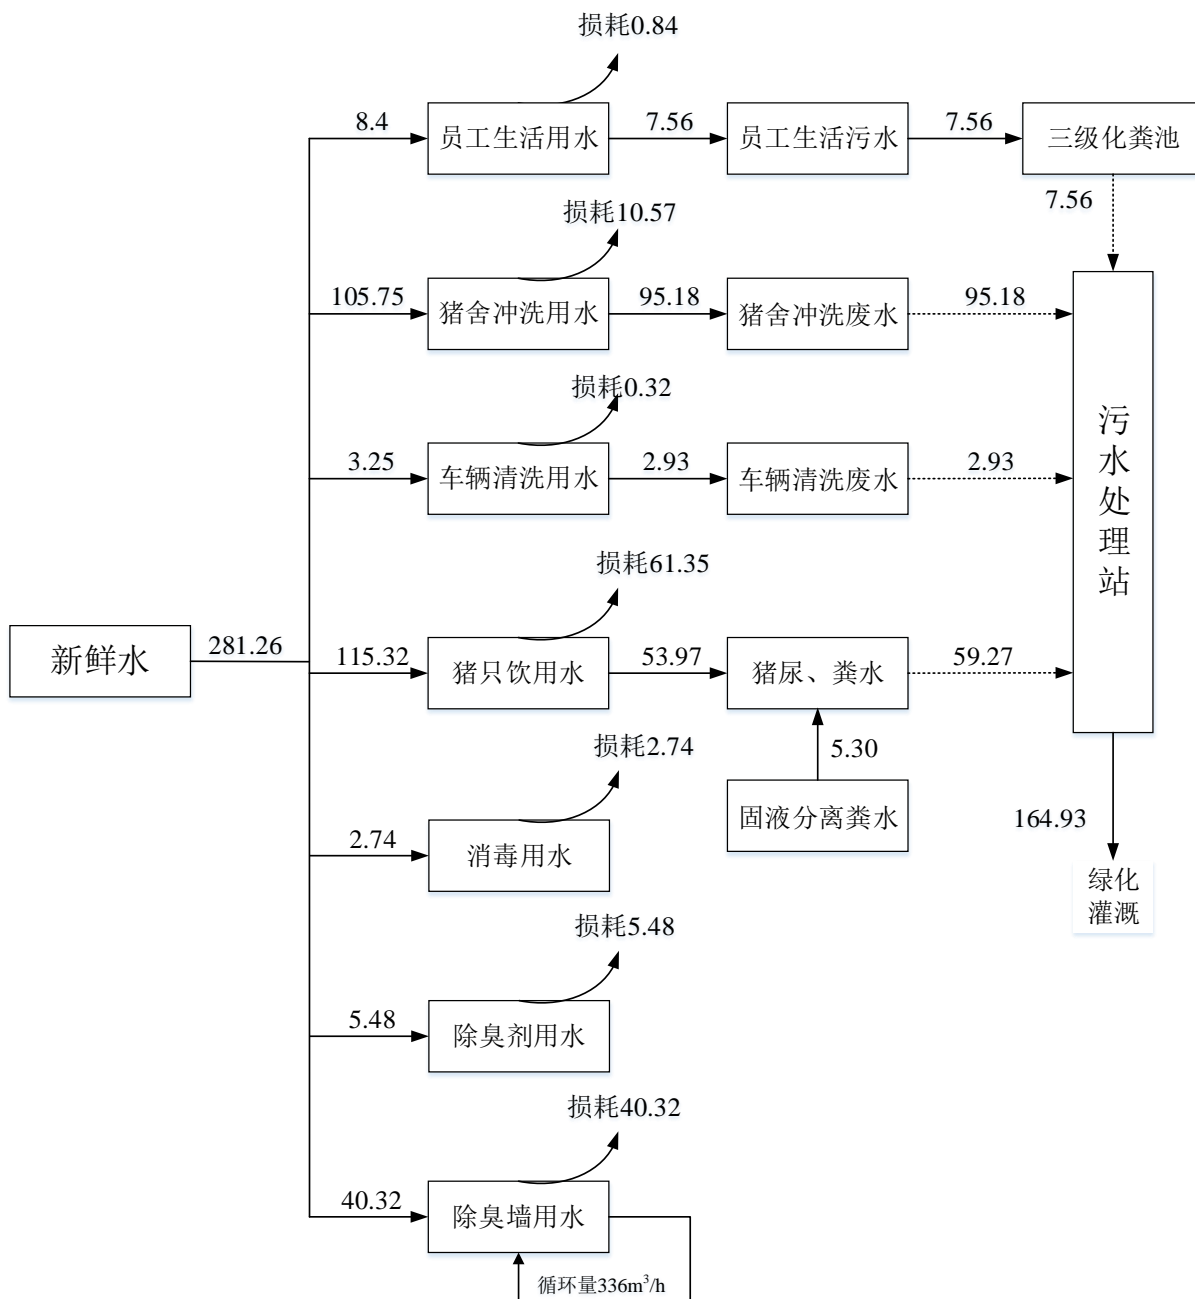 损耗0.84
8.4
员工生活用水
7.56
员工生活污水
7.56
三级化粪池
7.56
损耗10.57
105.75
猪舍冲洗用水
95.18
猪舍冲洗废水
95.18
损耗0.32
3.25
车辆清洗用水
2.93
车辆清洗废水
2.93
污水处理站
损耗61.35
新鲜水
281.26
115.32
猪只饮用水
53.97
猪尿、粪水
59.27
5.30
固液分离粪水
损耗2.74
2.74
消毒用水
164.93
绿化
灌溉
损耗5.48
5.48
除臭剂用水
损耗40.32
40.32
除臭墙用水
循环量336m³/h